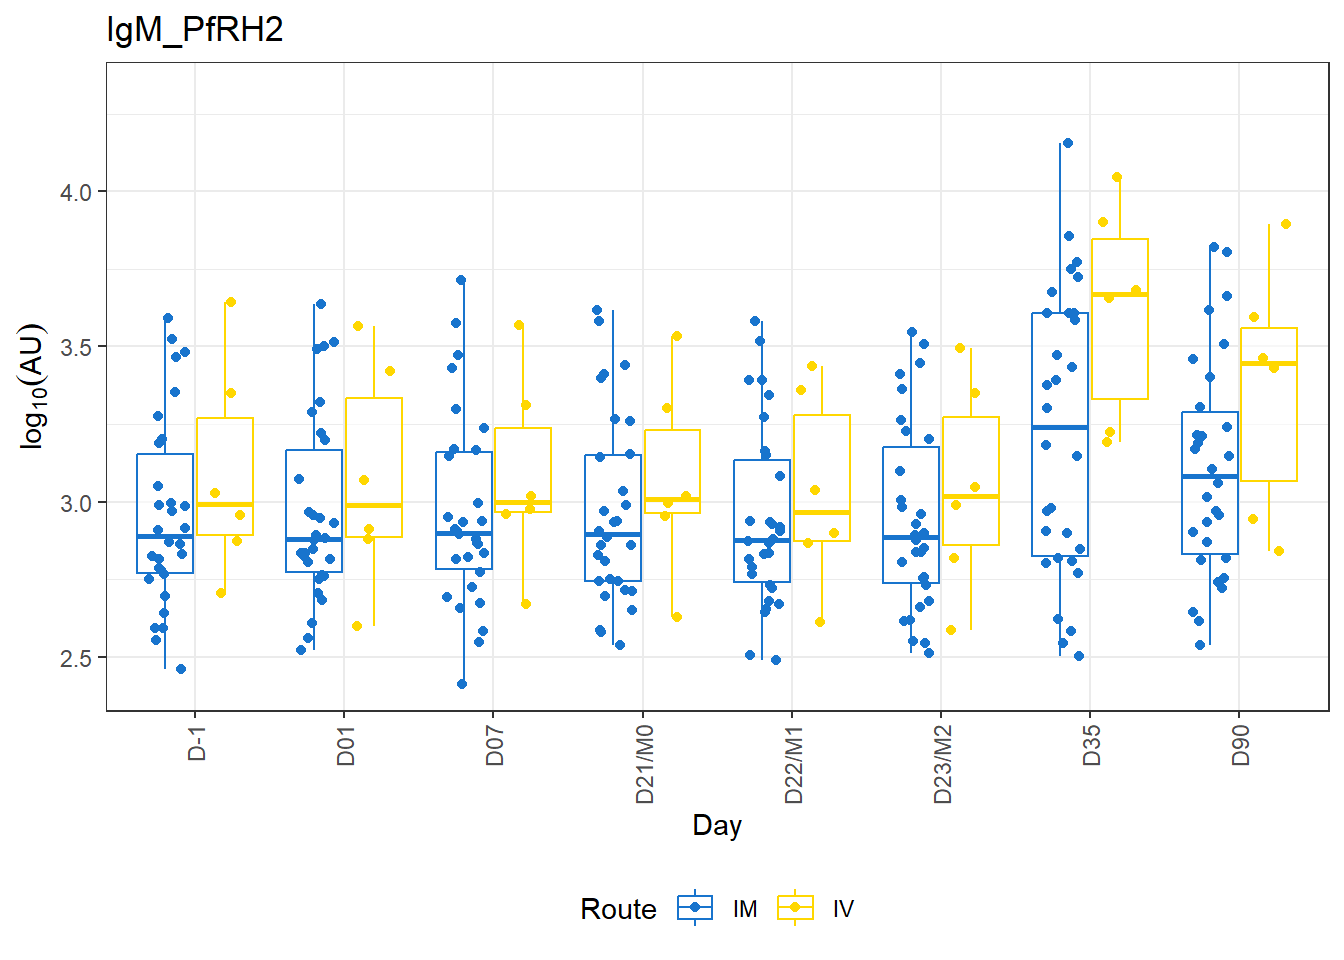 IgM_PfRH2
log10(AU)
4.0
3.5
3.0
2.5
D-1 D01 D07 D21/M0 D22/M1 D23/M2 D35 D90
Day
Route IM IV